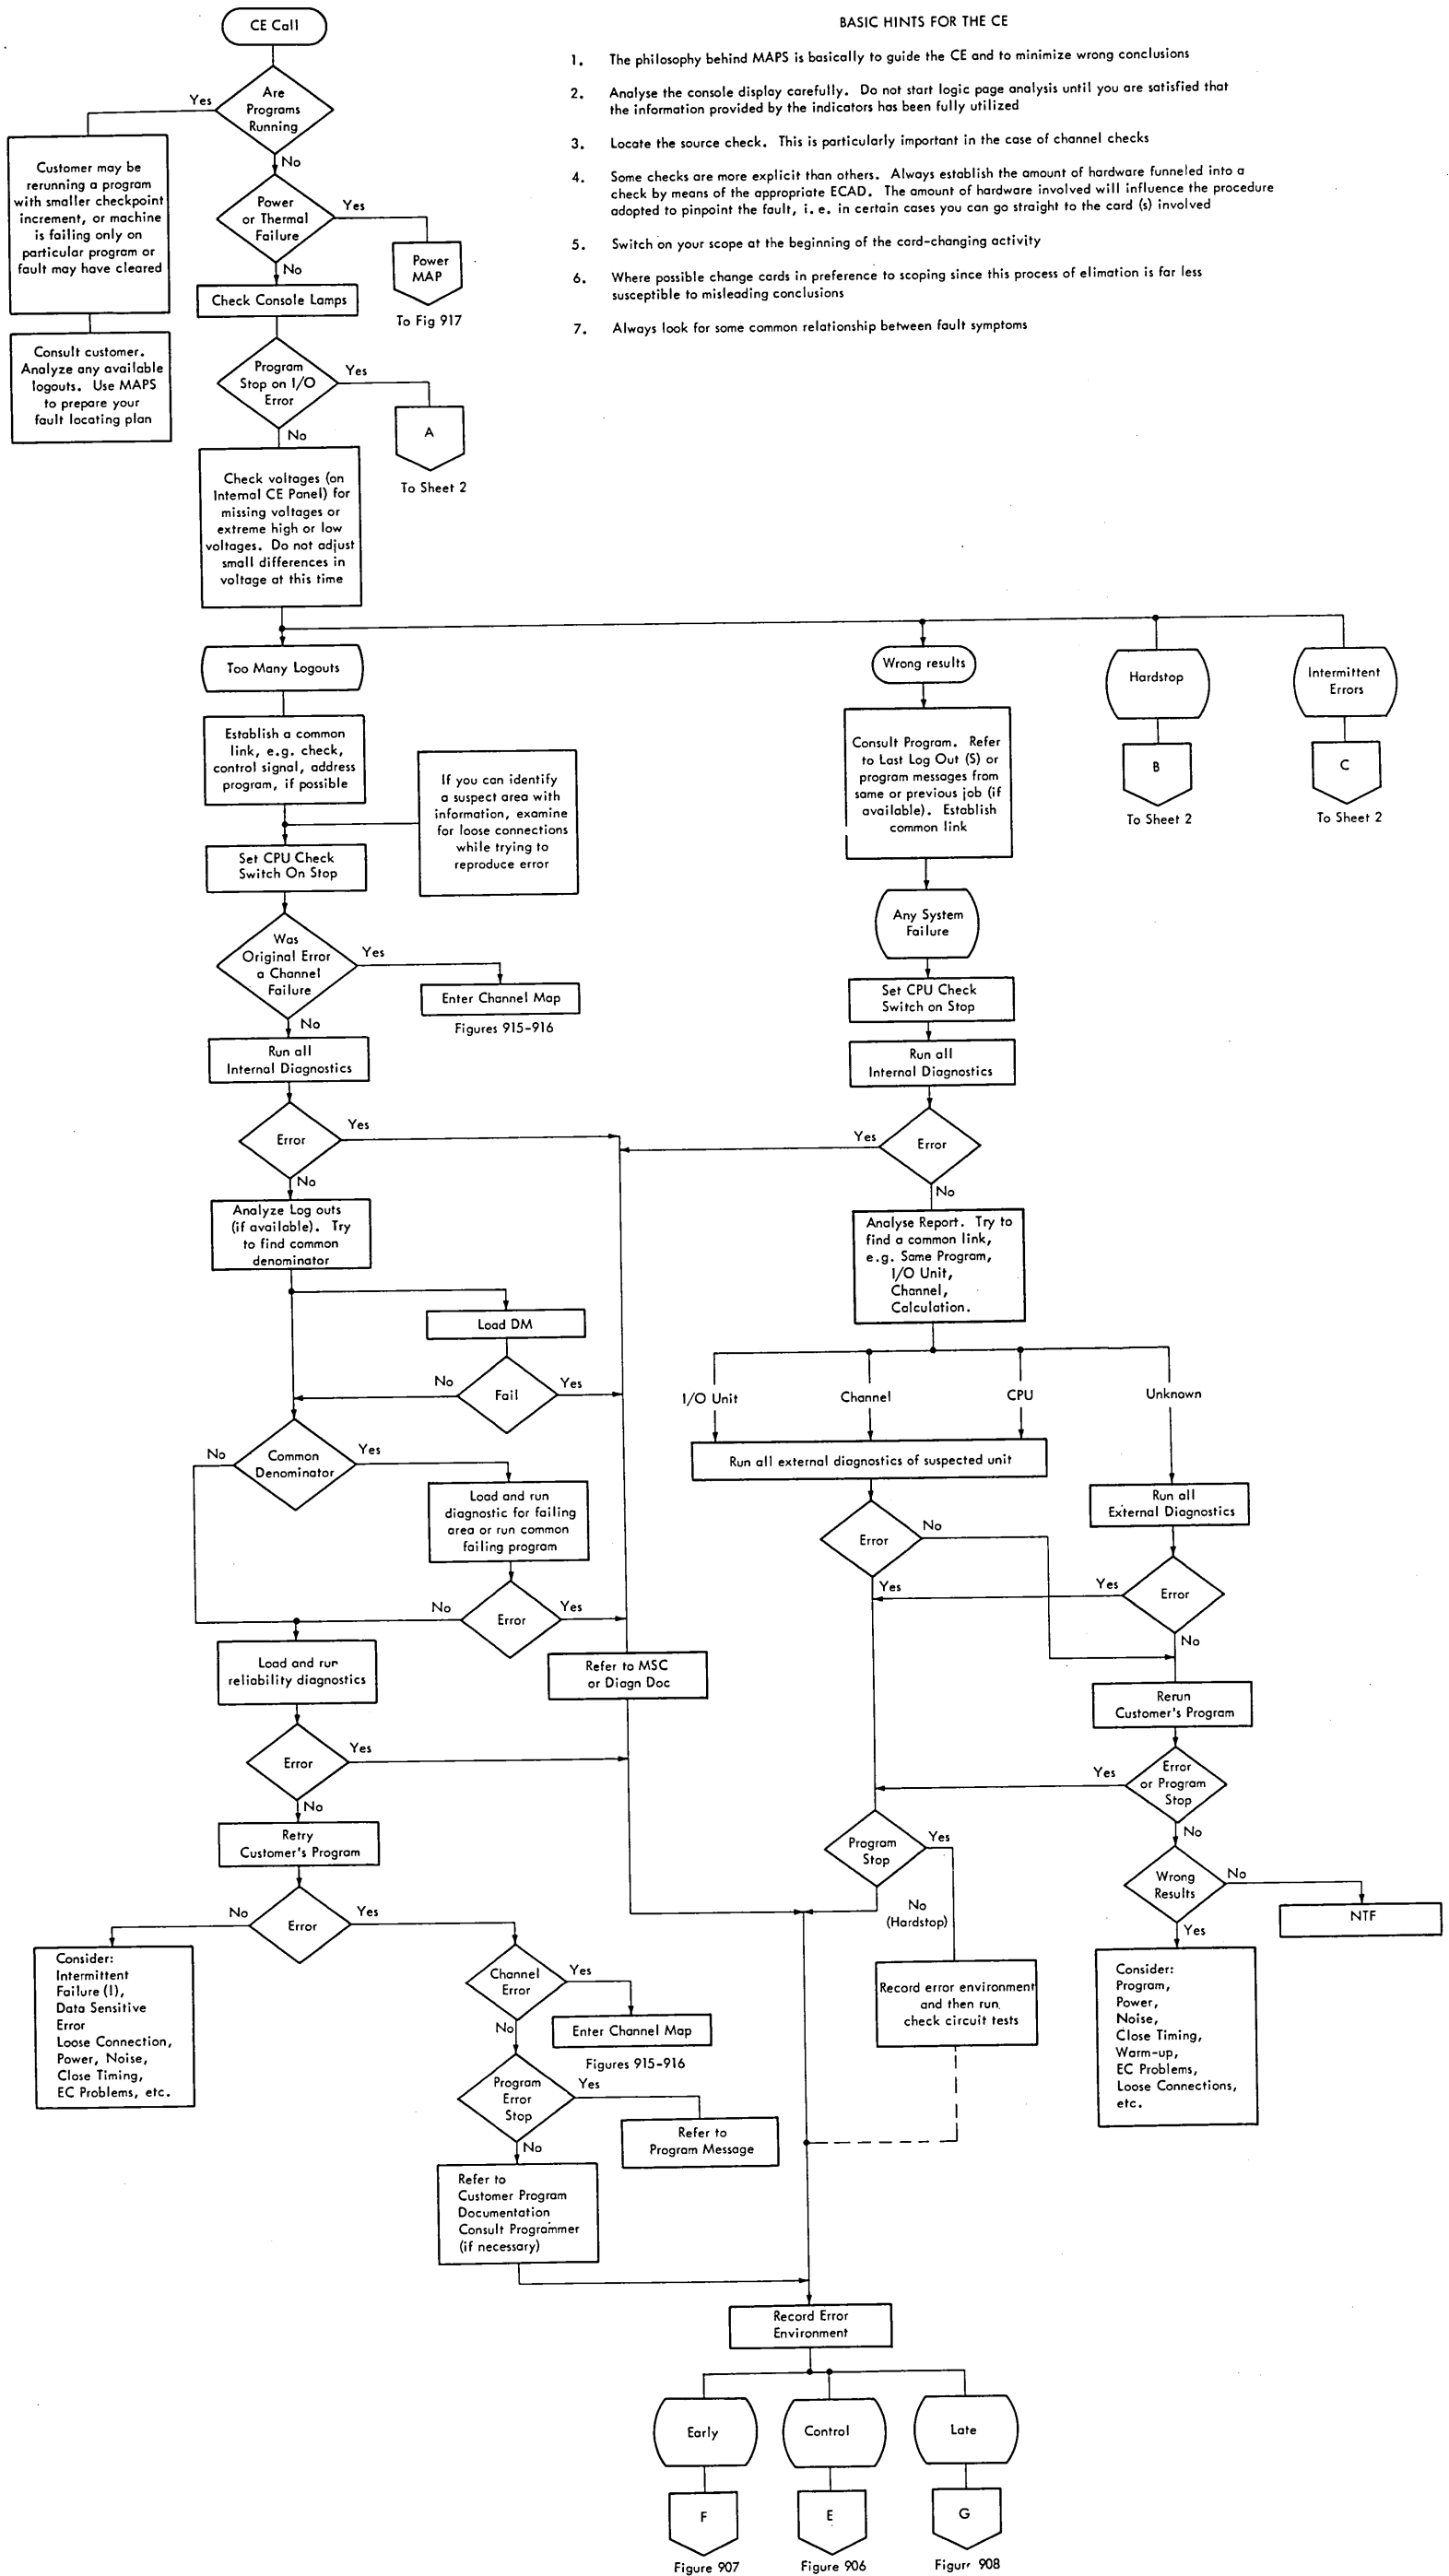 CE Call
BASIC HINTS FOR THE CE
1. The philosophy behind MAPS is basically to guide the CE and to minimize wrong conclusions
2. Analyse the console display carefully. Do not start logic page analysis until you are satisfied that
the information provided by the indicators has been fully utilized
3. Locate the source check. This is particularly important in the case of channel checks
4. Some checks are more explicit than others. Always establish the amount of hardware funneled into a
check by means of the appropriate ECAD. The amount of hardware involved will influence the procedure
adopted to pinpoint the fault, i. e. in certain cases you can go straight to the card (s) involved
5. Switch on your scope at the beginning of the card-changing activity
6. Where possible change cards in preference to scoping since this process of elimation is far less
susceptible to misleading conclusions
7. Always look for some common relationship between fault symptoms
Are
Programs
Running
Yes
No
Customer may be
rerunning a program
with smaller checkpoint
increment, or machine
is failing only on
particular program or
fault may have cleared
Consult customer.
Analyze any available
logouts. Use MAPS
to prepare your
fault locating plan
Power
or Thermal
Failure
Yes
No
Power
MAP
To Fig 917
Check Console Lamps
Program
Stop on I/O
Error
Yes
No
A
To Sheet 2
Check voltages (on
Internal CE Panel) for
missing voltages or
extreme high or low
voltages. Do not adjust
small differences in
voltage at this time
Too Many Logouts
Wrong results
Hardstop
Intermittent
Errors
B
To Sheet 2
C
To Sheet 2
Establish a common
link, e.g. check,
control signal, address
program, if possible
If you can identify
a suspect area with
information, examine
for loose connections
while trying to
reproduce error
Set CPU Check
Switch On Stop
Was
Original Error
a Channel
Failure
Yes
No
Enter Channel Map
Figures 915-916
Run all
Internal Diagnostics
Error
Yes
No
Analyze Log outs
(if available). Try
to find common
denominator
Load DM
Fail
No
Yes
Common
Denominator
No
Yes
Load and run
diagnostic for failing
area or run common
failing program
Error
No
Yes
Load and run
reliability diagnostics
Refer to MSC
or Diagn Doc
Error
Yes
No
Retry
Customer's Program
Error
No
Yes
Consider:
Intermittent
Failure (I),
Data Sensitive
Error
Loose Connection,
Power, Noise,
Close Timing,
EC Problems, etc.
Channel
Error
Yes
No
Enter Channel Map
Figures 915-916
Program
Error
Stop
Yes
No
Refer to
Program Message
Refer to
Customer Program
Documentation
Consult Programmer
(if necessary)
Consult Program. Refer
to Last Log Out (S) or
program messages from
same or previous job (if
available). Establish
common link
Any System
Failure
Set CPU Check
Switch on Stop
Run all
Internal Diagnostics
Error
Yes
No
Analyse Report. Try to
find a common link,
e.g. Same Program,
I/O Unit,
Channel,
Calculation.
I/O Unit
Channel
CPU
Unknown
Run all external diagnostics of suspected unit
Run all
External Diagnostics
Error
No
Yes
Error
Yes
No
Rerun
Customer's Program
Error
or Program
Stop
Yes
No
Program
Stop
Yes
No
(Hardstop)
Wrong
Results
No
Yes
NTF
Record error environment
and then run
check circuit tests
Consider:
Program,
Power,
Noise,
Close Timing,
Warm-up,
EC Problems,
Loose Connections,
etc.
Record Error
Environment
Early
Control
Late
F
E
G
Figure 907
Figure 906
Figure 908